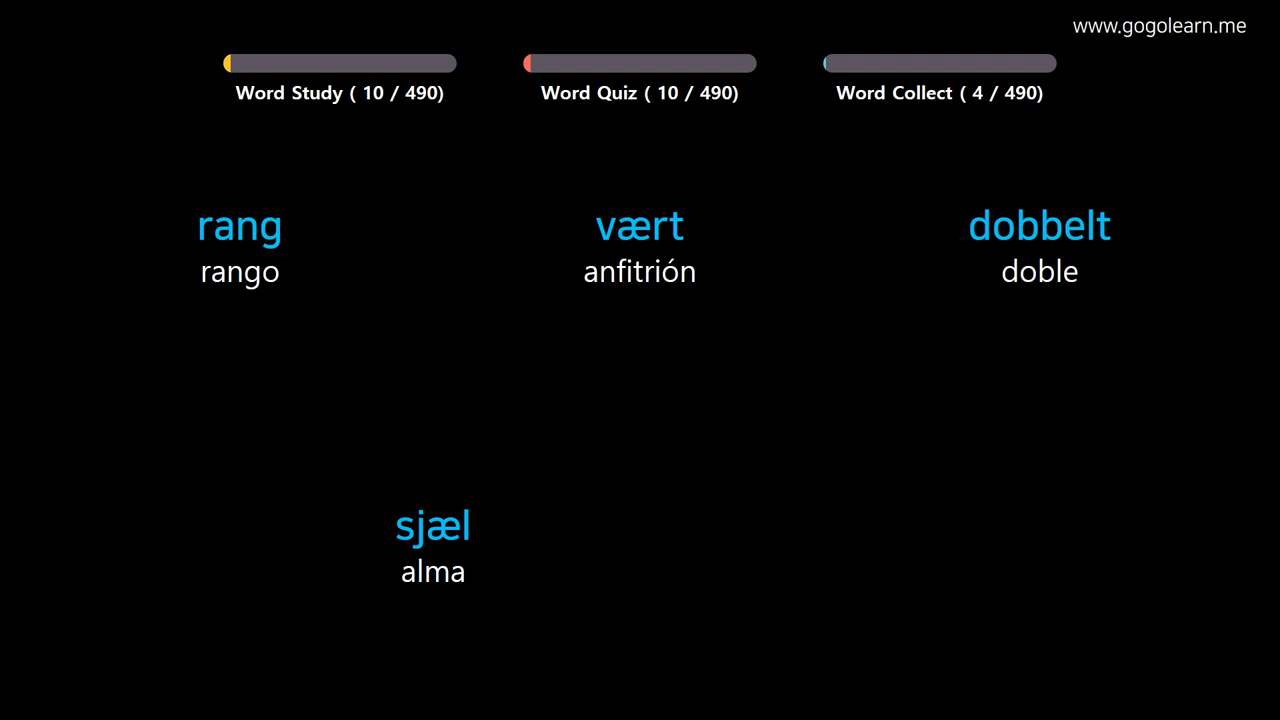 www.gogolearn.me
Word Study ( 10 / 490)
Word Quiz ( 10 / 490)
Word Collect ( 4 / 490)
rang
rango
vært
anfitrión
dobbelt
doble
sjæl
alma